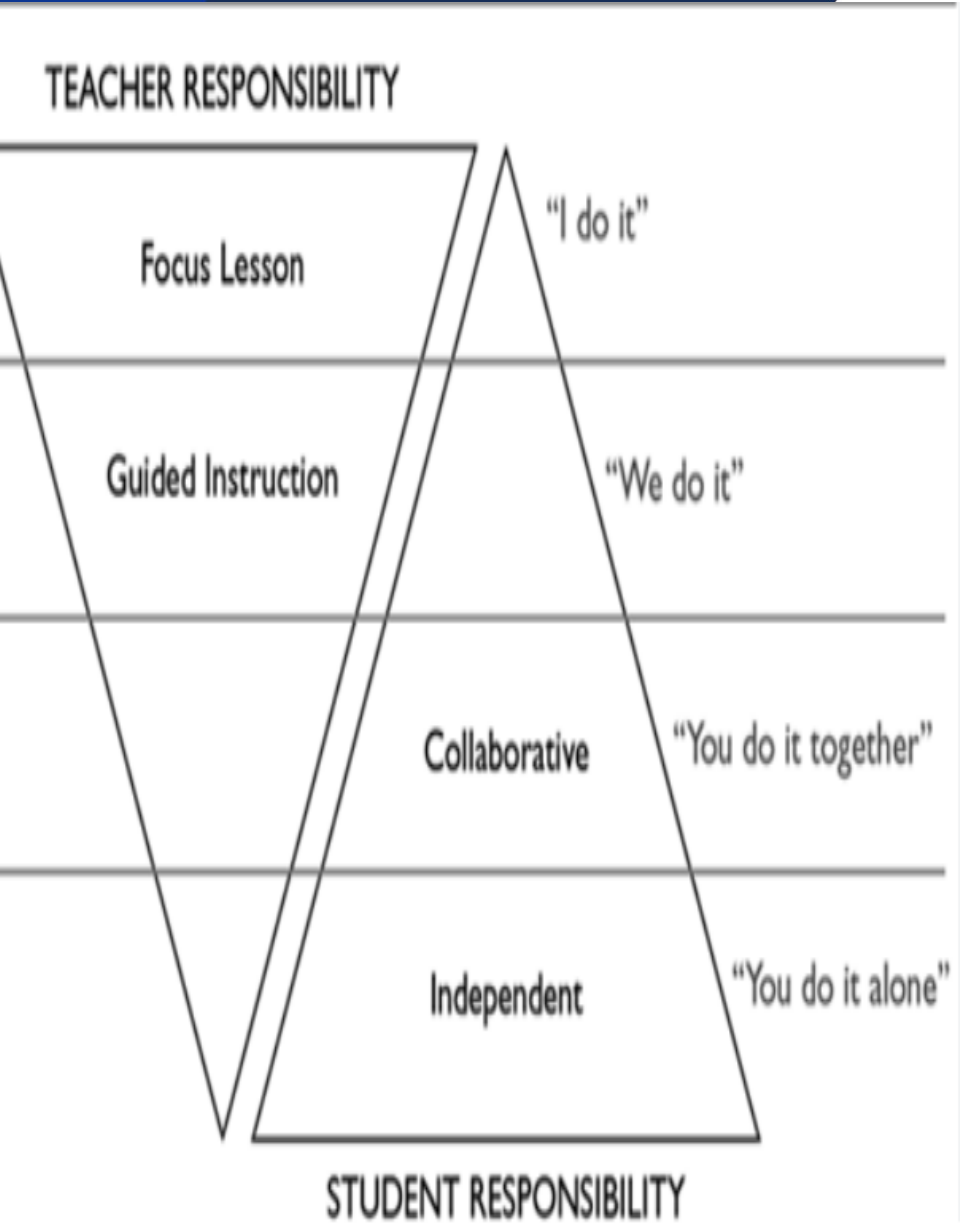 TEACHER RESPONSIBILITY
Focus Lesson
“I do it”
Guided Instruction
“We do it”
Collaborative
“You do it together”
Independent
“You do it alone”
STUDENT RESPONSIBILITY